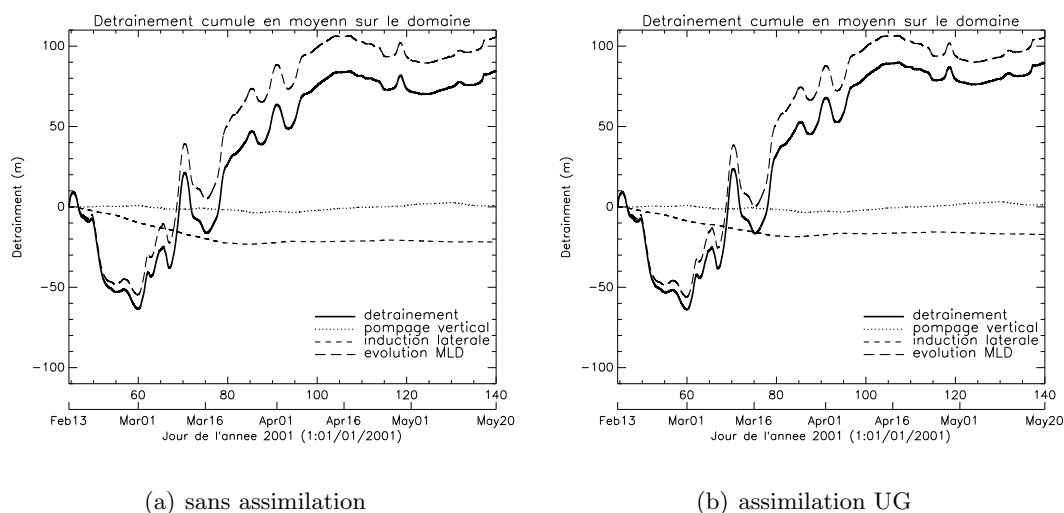 Detrainement cumule en moyenn sur le domaine
100
50
0
−50
−100
Detrainment (m)
detrainement
pompage vertical
induction laterale
evolution MLD
60 80 100 120 140
Feb13 Mar01 Mar16 Apr01 Apr16 May01 May20
Jour de l'annee 2001 (1:01/01/2001)
(a) sans assimilation
Detrainement cumule en moyenn sur le domaine
100
50
0
−50
−100
Detrainment (m)
detrainement
pompage vertical
induction laterale
evolution MLD
60 80 100 120 140
Feb13 Mar01 Mar16 Apr01 Apr16 May01 May20
Jour de l'annee 2001 (1:01/01/2001)
(b) assimilation UG